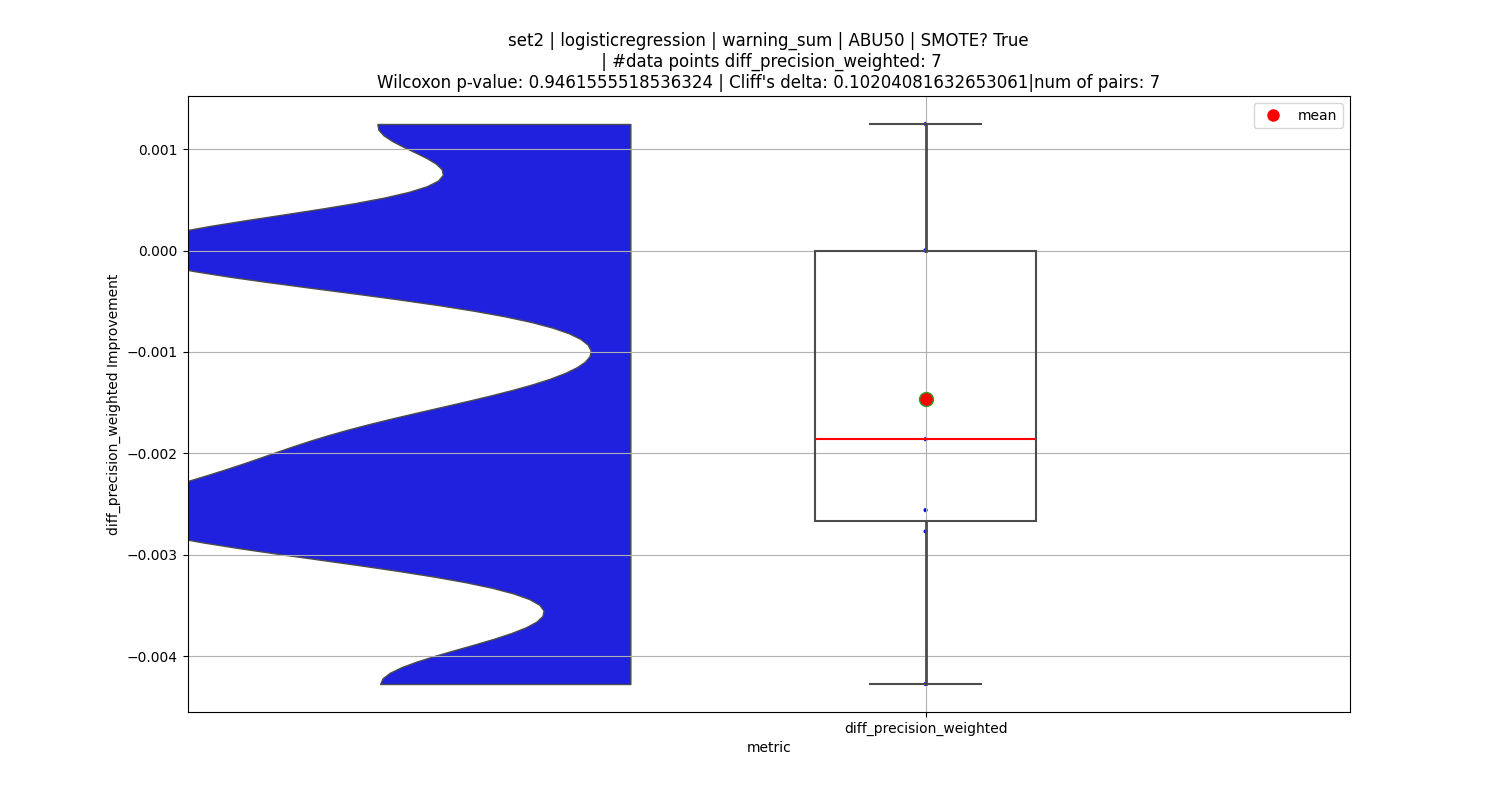 set2 | logisticregression | warning_sum | ABU50 | SMOTE? True
| #data points diff_precision_weighted: 7
Wilcoxon p-value: 0.9461555518536324 | Cliff's delta: 0.10204081632653061|num of pairs: 7
mean
0.001
0.000
−0.001
−0.002
−0.003
−0.004
diff_precision_weighted Improvement
diff_precision_weighted
metric